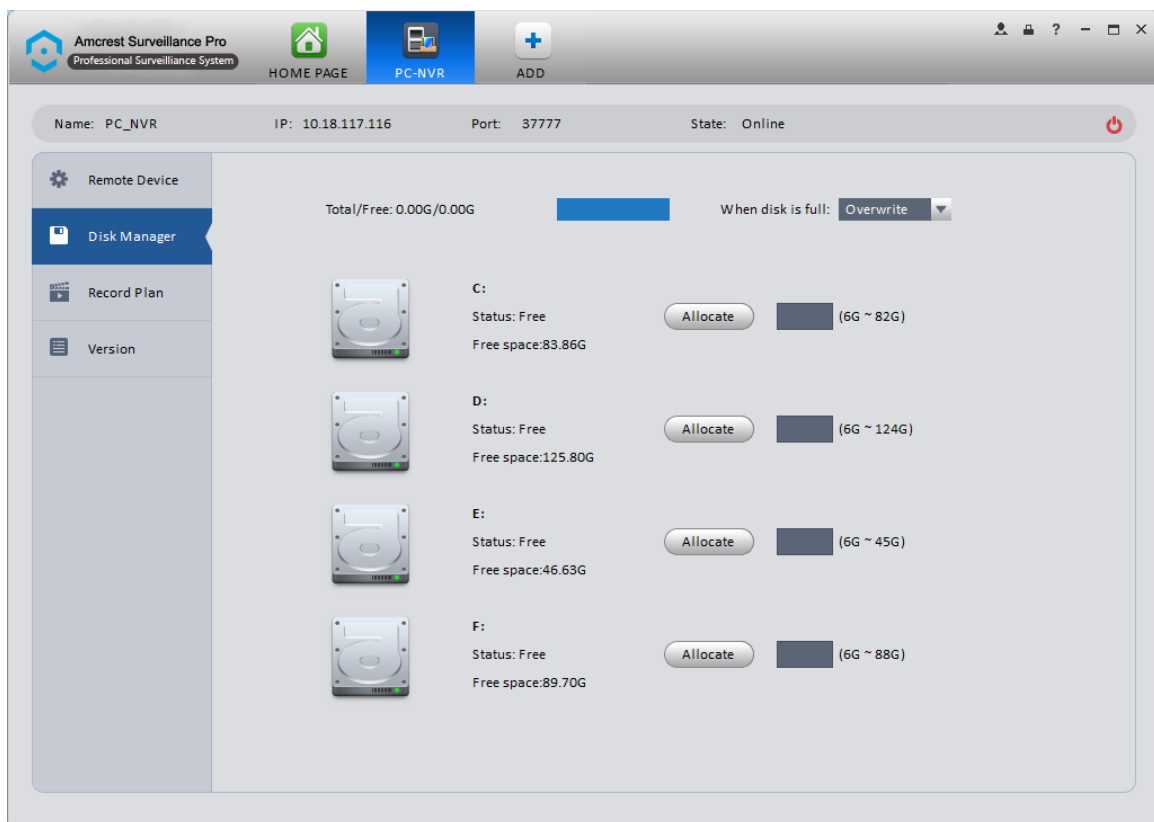 Amcrest Surveillance Pro
Professional Surveillance System
HOME PAGE
PC-NVR
ADD
?
Name: PC_NVR IP: 10.18.117.116 Port: 37777 State: Online
Remote Device
Disk Manager
Record Plan
Version
Total/Free: 0.00G/0.00G When disk is full: Overwrite
C:
Status: Free Allocate (6G ~ 82G)
Free space:83.86G
D:
Status: Free Allocate (6G ~ 124G)
Free space:125.80G
E:
Status: Free Allocate (6G ~ 45G)
Free space:46.63G
F:
Status: Free Allocate (6G ~ 88G)
Free space:89.70G